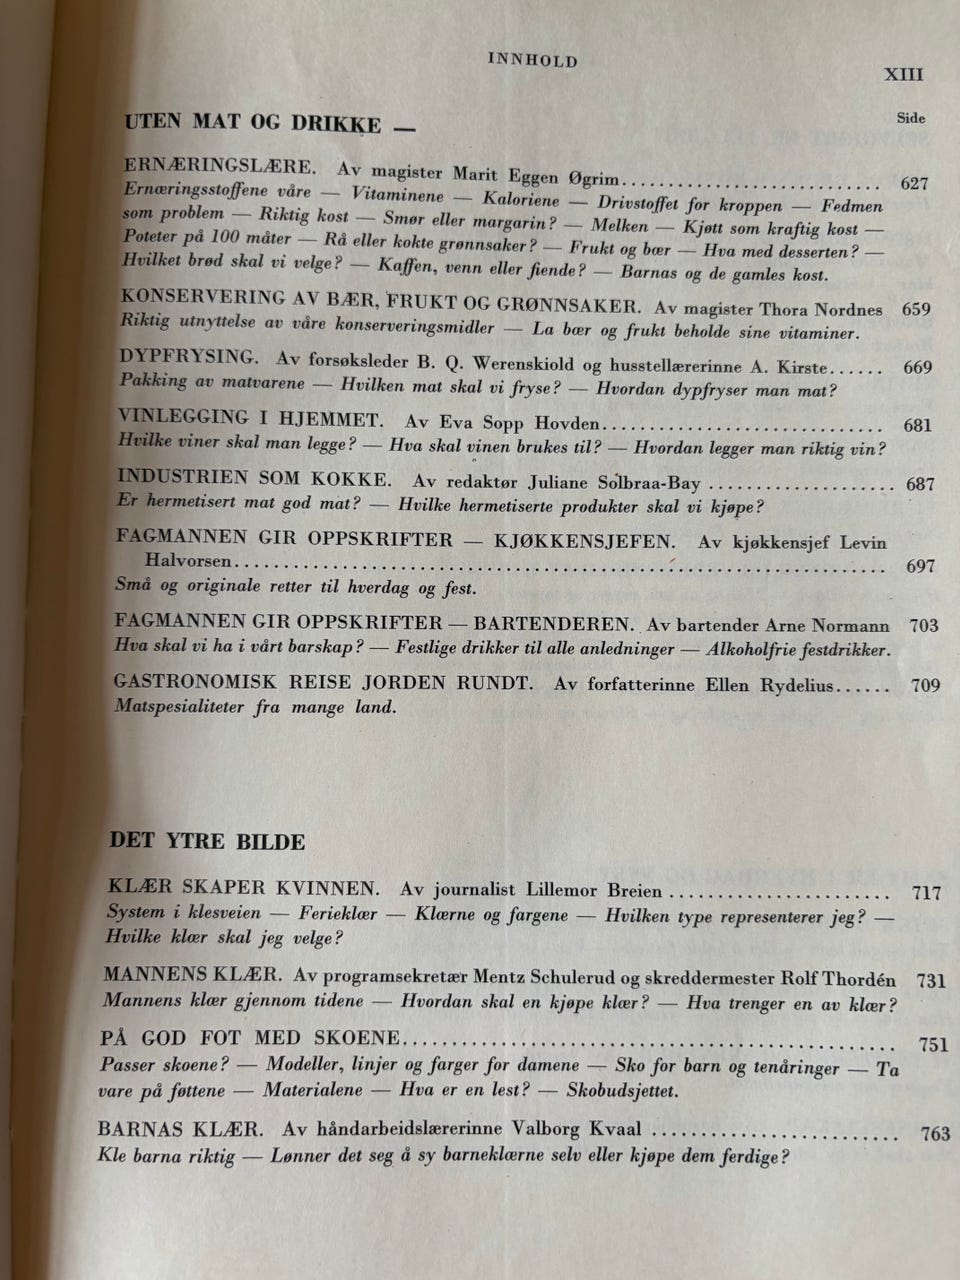 INNHOLD
XIII
UTEN MAT OG DRIKKE —
Side
ERNÆRINGSLÆRE. Av magister Marit Eggen Øgrim............................ 627
Ernæringsstoffene våre — Vitaminene — Kaloriene — Drivstoffet for kroppen — Fedmen
som problem — Riktig kost — Smør eller margarin? — Melken — Kjøtt som kraftig kost —
Poteter på 100 måter — Rå eller kokte grønnsaker? — Frukt og bær — Hva med desserten? —
Hvilket brød skal vi velge? — Kaffen, venn eller fiende? — Barnas og de gamles kost.
KONSERVERING AV BÆR, FRUKT OG GRØNNSAKER. Av magister Thora Nordnes 659
Riktig utnyttelse av våre konserveringsmidler — La bær og frukt beholde sine vitaminer.
DYPFRYSING. Av forsøksleder B. Q. Werenskiold og husstellærerinne A. Kirste...... 669
Pakking av matvarene — Hvilken mat skal vi fryse? — Hvordan dypfryser man mat?
VINLEGGING I HJEMMET. Av Eva Sopp Hovden............................. 681
Hvilke viner skal man legge? — Hva skal vinen brukes til? — Hvordan legger man riktig vin?
INDUSTRIEN SOM KOKKE. Av redaktør Juliane Solbraa-Bay ................... 687
Er hermetisert mat god mat? — Hvilke hermetiserte produkter skal vi kjøpe?
FAGMANNEN GIR OPPSKRIFTER — KJØKKENSJEFEN. Av kjøkkensjef Levin
Halvorsen.................................................................. 697
Små og originale retter til hverdag og fest.
FAGMANNEN GIR OPPSKRIFTER — BARTENDEREN. Av bartender Arne Normann 703
Hva skal vi ha i vårt barskap? — Festlige drikker til alle anledninger — Alkoholfrie festdrikker.
GASTRONOMISK REISE JORDEN RUNDT. Av forfatterinne Ellen Rydelius...... 709
Matspesialiteter fra mange land.
DET YTRE BILDE
KLÆR SKAPER KVINNEN. Av journalist Lillemor Breien ....................... 717
System i klesveien — Ferieklær — Klærne og fargene — Hvilken type representerer jeg? —
Hvilke klær skal jeg velge?
MANNENS KLÆR. Av programsekretær Mentz Schulerud og skreddermester Rolf Thordén 731
Mannens klær gjennom tidene — Hvordan skal en kjøpe klær? — Hva trenger en av klær?
PÅ GOD FOT MED SKOENE.................................................. 751
Passer skoene? — Modeller, linjer og farger for damene — Sko for barn og tenåringer — Ta
vare på føttene — Materialene — Hva er en lest? — Skobudsjettet.
BARNAS KLÆR. Av håndarbeidslærerinne Valborg Kvaal ......................... 763
Kle barna riktig — Lønner det seg å sy barneklærne selv eller kjøpe dem ferdige?